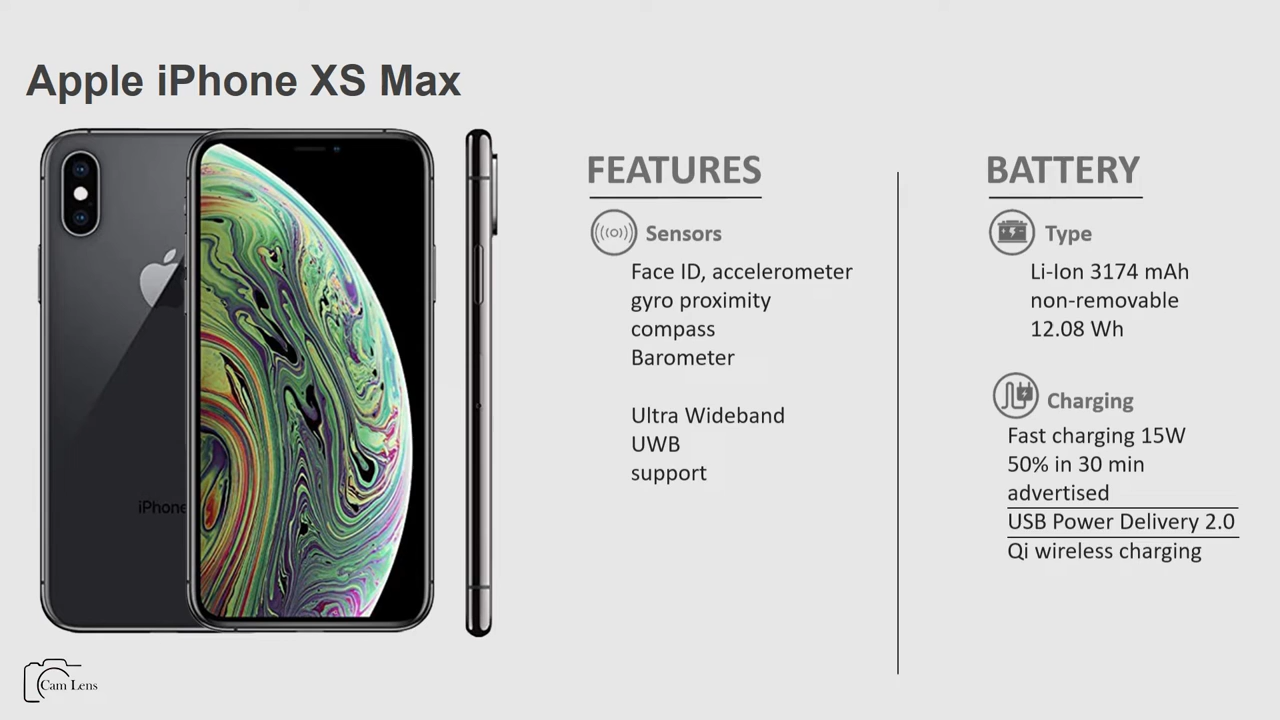 Apple iPhone XS Max
iPhone
FEATURES
Sensors
Face ID, accelerometer
gyro proximity
compass
Barometer
Ultra Wideband
UWB
support
BATTERY
Type
Li-Ion 3174 mAh
non-removable
12.08 Wh
Charging
Fast charging 15W
50% in 30 min
advertised
USB Power Delivery 2.0
Qi wireless charging
Cam Lens